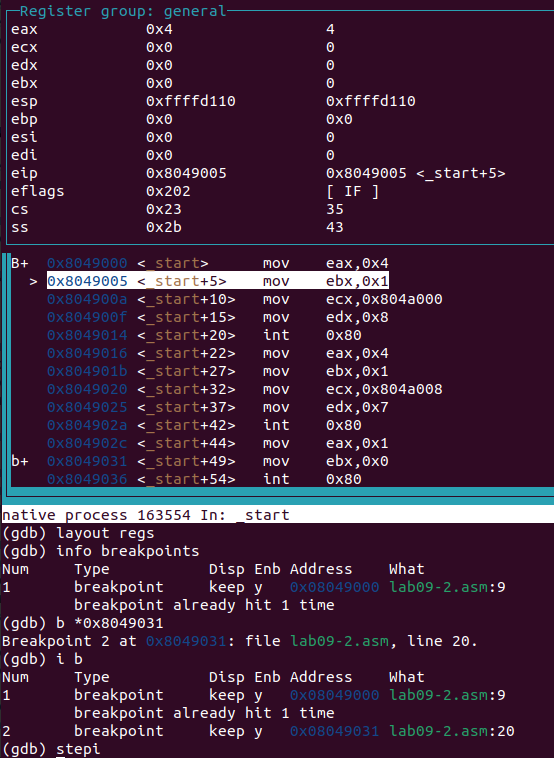 Register group: general
eax 0x4 4
ecx 0x0 0
edx 0x0 0
ebx 0x0 0
esp 0xffffd110 0xffffd110
ebp 0x0 0x0
esi 0x0 0
edi 0x0 0
eip 0x8049005 0x8049005 <_start+5>
eflags 0x202 [ IF ]
cs 0x23 35
ss 0x2b 43
B+ 0x8049000 <_start> mov eax,0x4
> 0x8049005 <_start+5> mov ebx,0x1
0x804900a <_start+10> mov ecx,0x804a000
0x804900f <_start+15> mov edx,0x8
0x8049014 <_start+20> int 0x80
0x8049016 <_start+22> mov eax,0x4
0x804901b <_start+27> mov ebx,0x1
0x8049020 <_start+32> mov ecx,0x804a008
0x8049025 <_start+37> mov edx,0x7
0x804902a <_start+42> int 0x80
0x804902c <_start+44> mov eax,0x1
b+ 0x8049031 <_start+49> mov ebx,0x0
0x8049036 <_start+54> int 0x80
native process 163554 In: _start
(gdb) layout regs
(gdb) info breakpoints
Num Type Disp Enb Address What
1 breakpoint keep y 0x08049000 lab09-2.asm:9
breakpoint already hit 1 time
(gdb) b *0x8049031
Breakpoint 2 at 0x8049031: file lab09-2.asm, line 20.
(gdb) i b
Num Type Disp Enb Address What
1 breakpoint keep y 0x08049000 lab09-2.asm:9
breakpoint already hit 1 time
2 breakpoint keep y 0x08049031 lab09-2.asm:20
(gdb) stepi